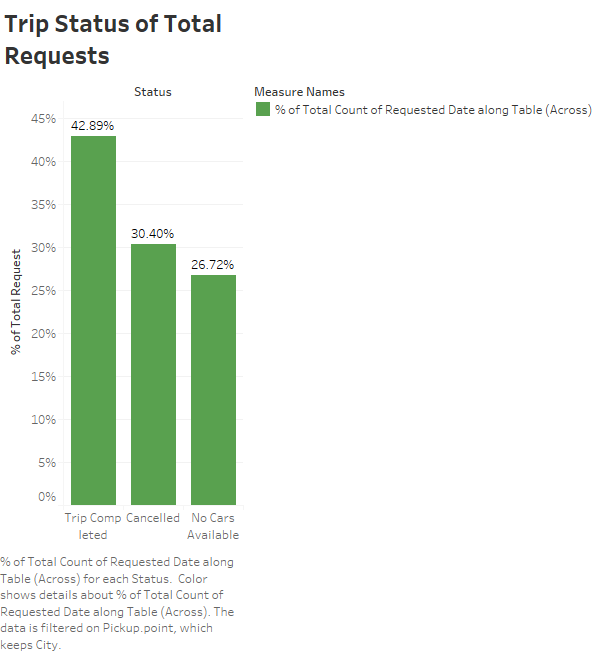 Trip Status of Total
Requests
Status
Measure Names
% of Total Count of Requested Date along Table (Across)
45%
40%
35%
30%
25%
20%
15%
10%
5%
0%
% of Total Request
42.89%
30.40%
26.72%
Trip Comp
leted
Cancelled
No Cars
Available
% of Total Count of Requested Date along
Table (Across) for each Status.  Color
shows details about % of Total Count of
Requested Date along Table (Across). The
data is filtered on Pickup.point, which
keeps City.